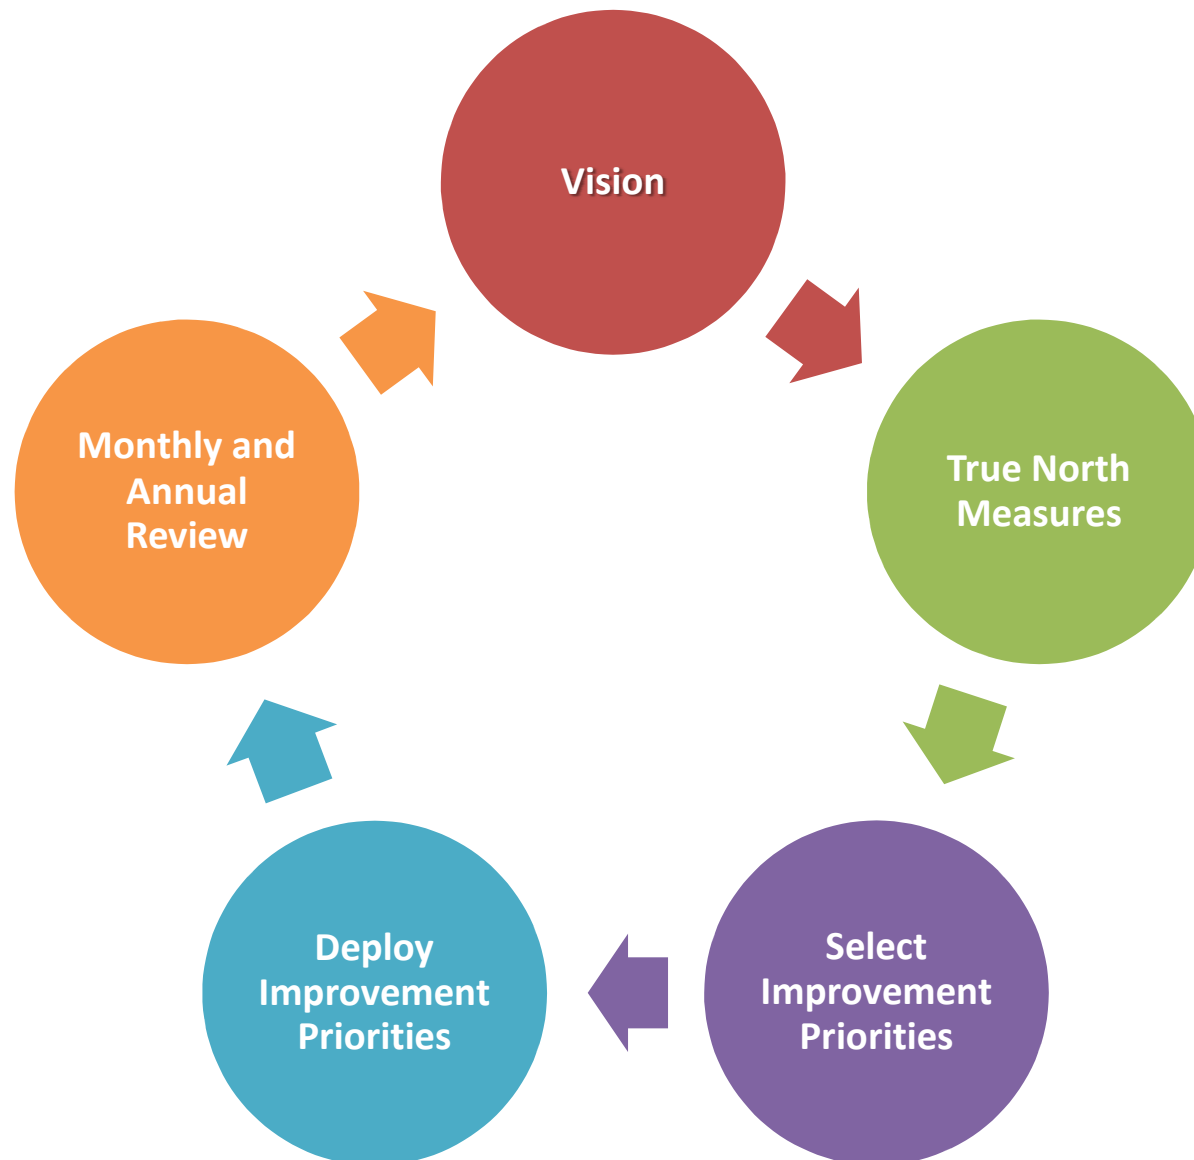 Vision
True North
Measures
Select
Improvement
Priorities
Deploy
Improvement
Priorities
Monthly and
Annual
Review